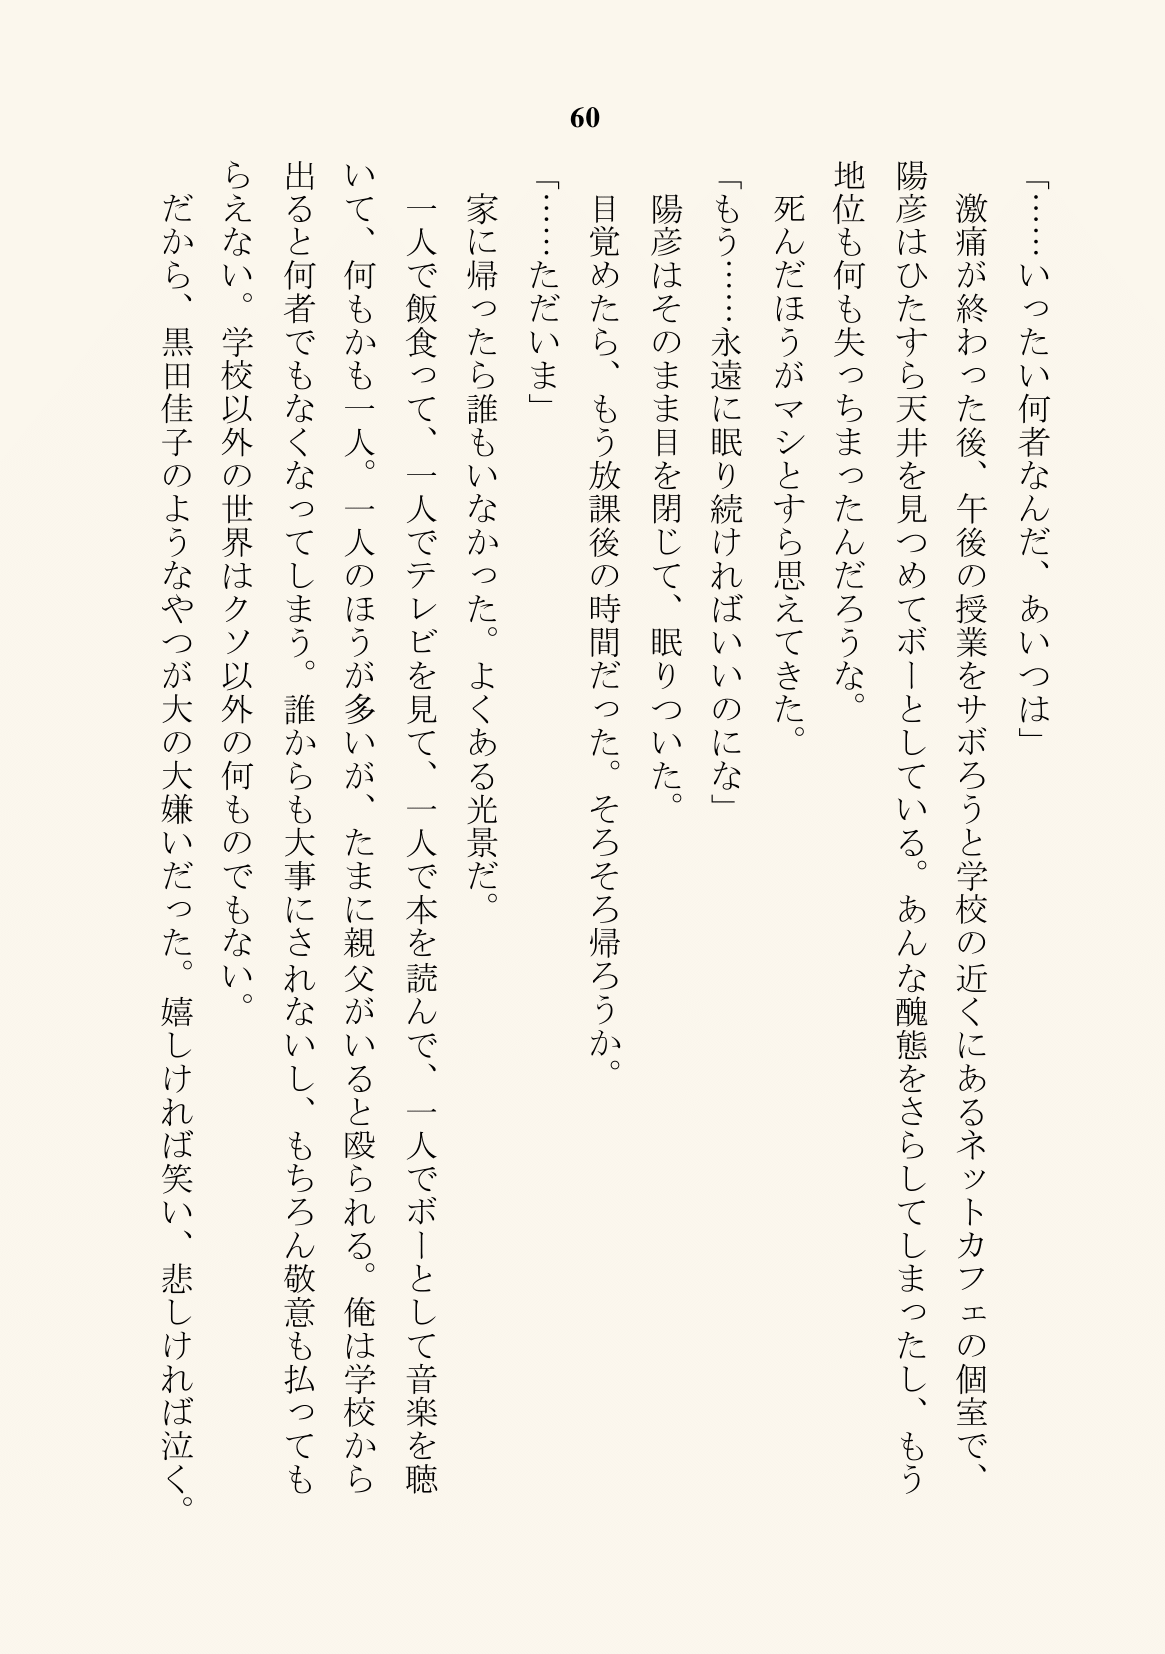 60
「……いったい何者なんだ、あいつは」
激痛が終わった後、午後の授業をサボろうと学校の近くにあるネットカフェの個室で、
陽彦はひたすら天井を見つめてボーとしている。あんな醜態をさらしてしまったし、もう
地位も何も失っちまったんだろうな。
死んだほうがマシとすら思えてきた。
「もう……永遠に眠り続ければいいのにな」
陽彦はそのまま目を閉じて、眠りついた。
目覚めたら、もう放課後の時間だった。そろそろ帰ろうか。
「……ただいま」
家に帰ったら誰もいなかった。よくある光景だ。
一人で飯食って、一人でテレビを見て、一人で本を読んで、一人でボーとして音楽を聴
いて、何もかも一人。一人のほうが多いが、たまに親父がいると殴られる。俺は学校から
出ると何者でもなくなってしまう。誰からも大事にされないし、もちろん敬意も払っても
らえない。学校以外の世界はクソ以外の何ものでもない。
だから、黒田佳子のようなやつが大の大嫌いだった。嬉しければ笑い、悲しければ泣く。